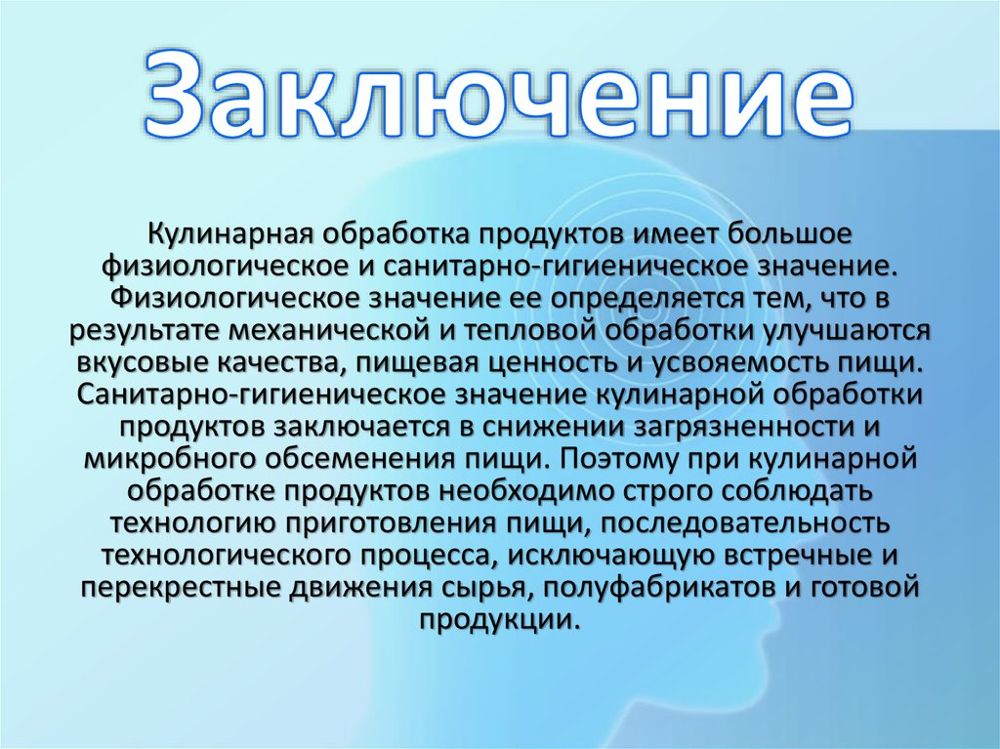 Заключение
Кулинарная обработка продуктов имеет большое
физиологическое и санитарно-гигиеническое значение.
Физиологическое значение ее определяется тем, что в
результате механической и тепловой обработки улучшаются
вкусовые качества, пищевая ценность и усвояемость пищи.
Санитарно-гигиеническое значение кулинарной обработки
продуктов заключается в снижении загрязненности и
микробного обсеменения пищи. Поэтому при кулинарной
обработке продуктов необходимо строго соблюдать
технологию приготовления пищи, последовательность
технологического процесса, исключающую встречные и
перекрестные движения сырья, полуфабрикатов и готовой
продукции.